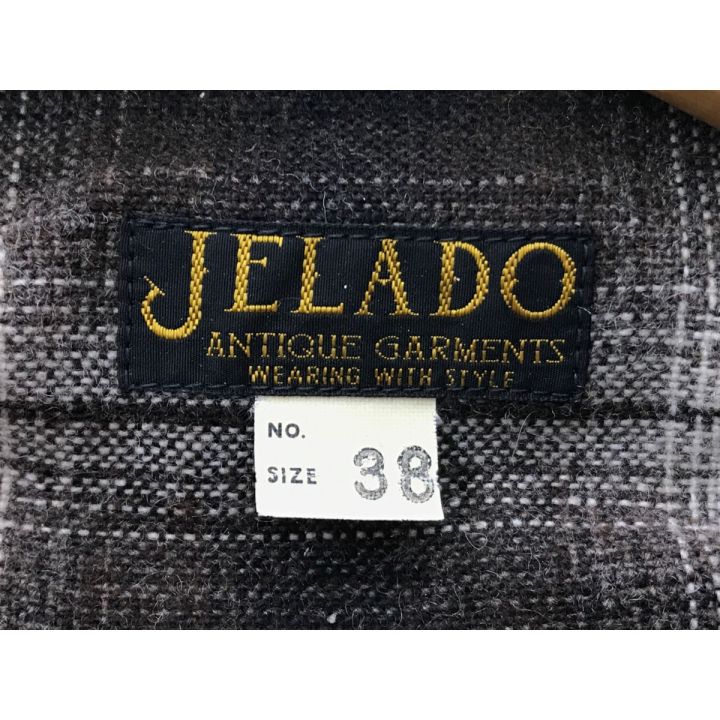 JELADO
ANTIQUE GARMENTS
WEARING WITH STYLE
NO.
SIZE 38